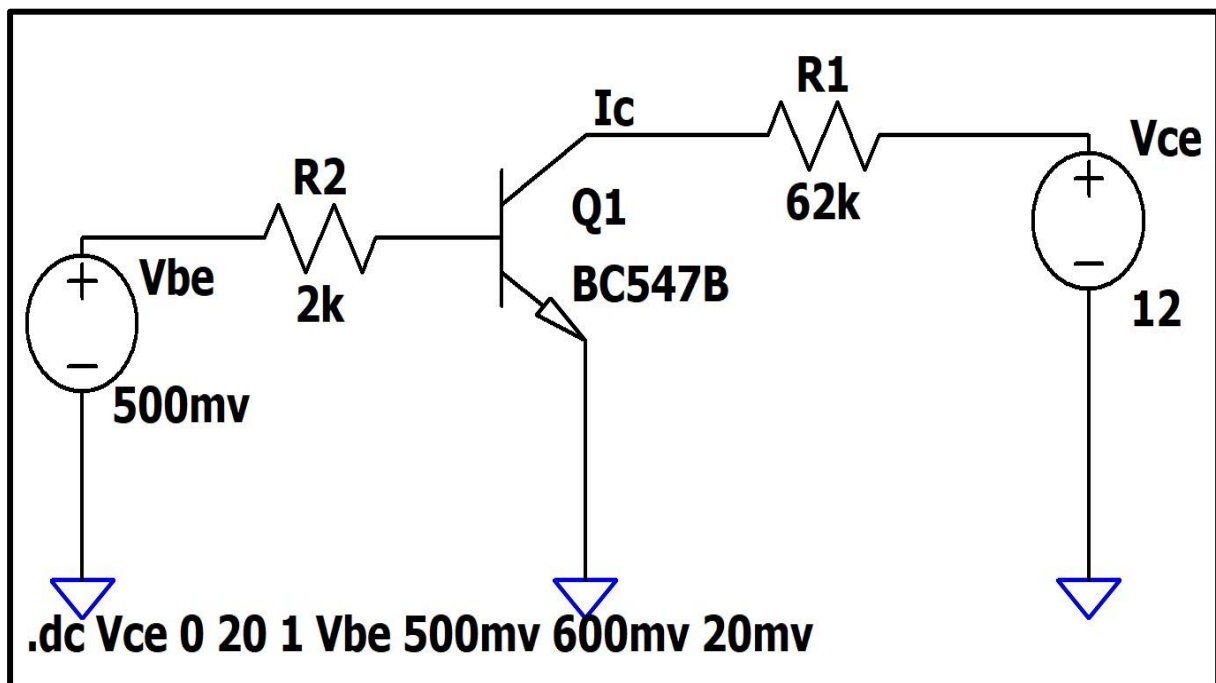 R1
Ic
Vce
R2
Q1
62k
Vbe
BC547B
2k
12
500mv
.dc Vce 0 20 1 Vbe 500mv 600mv 20mv